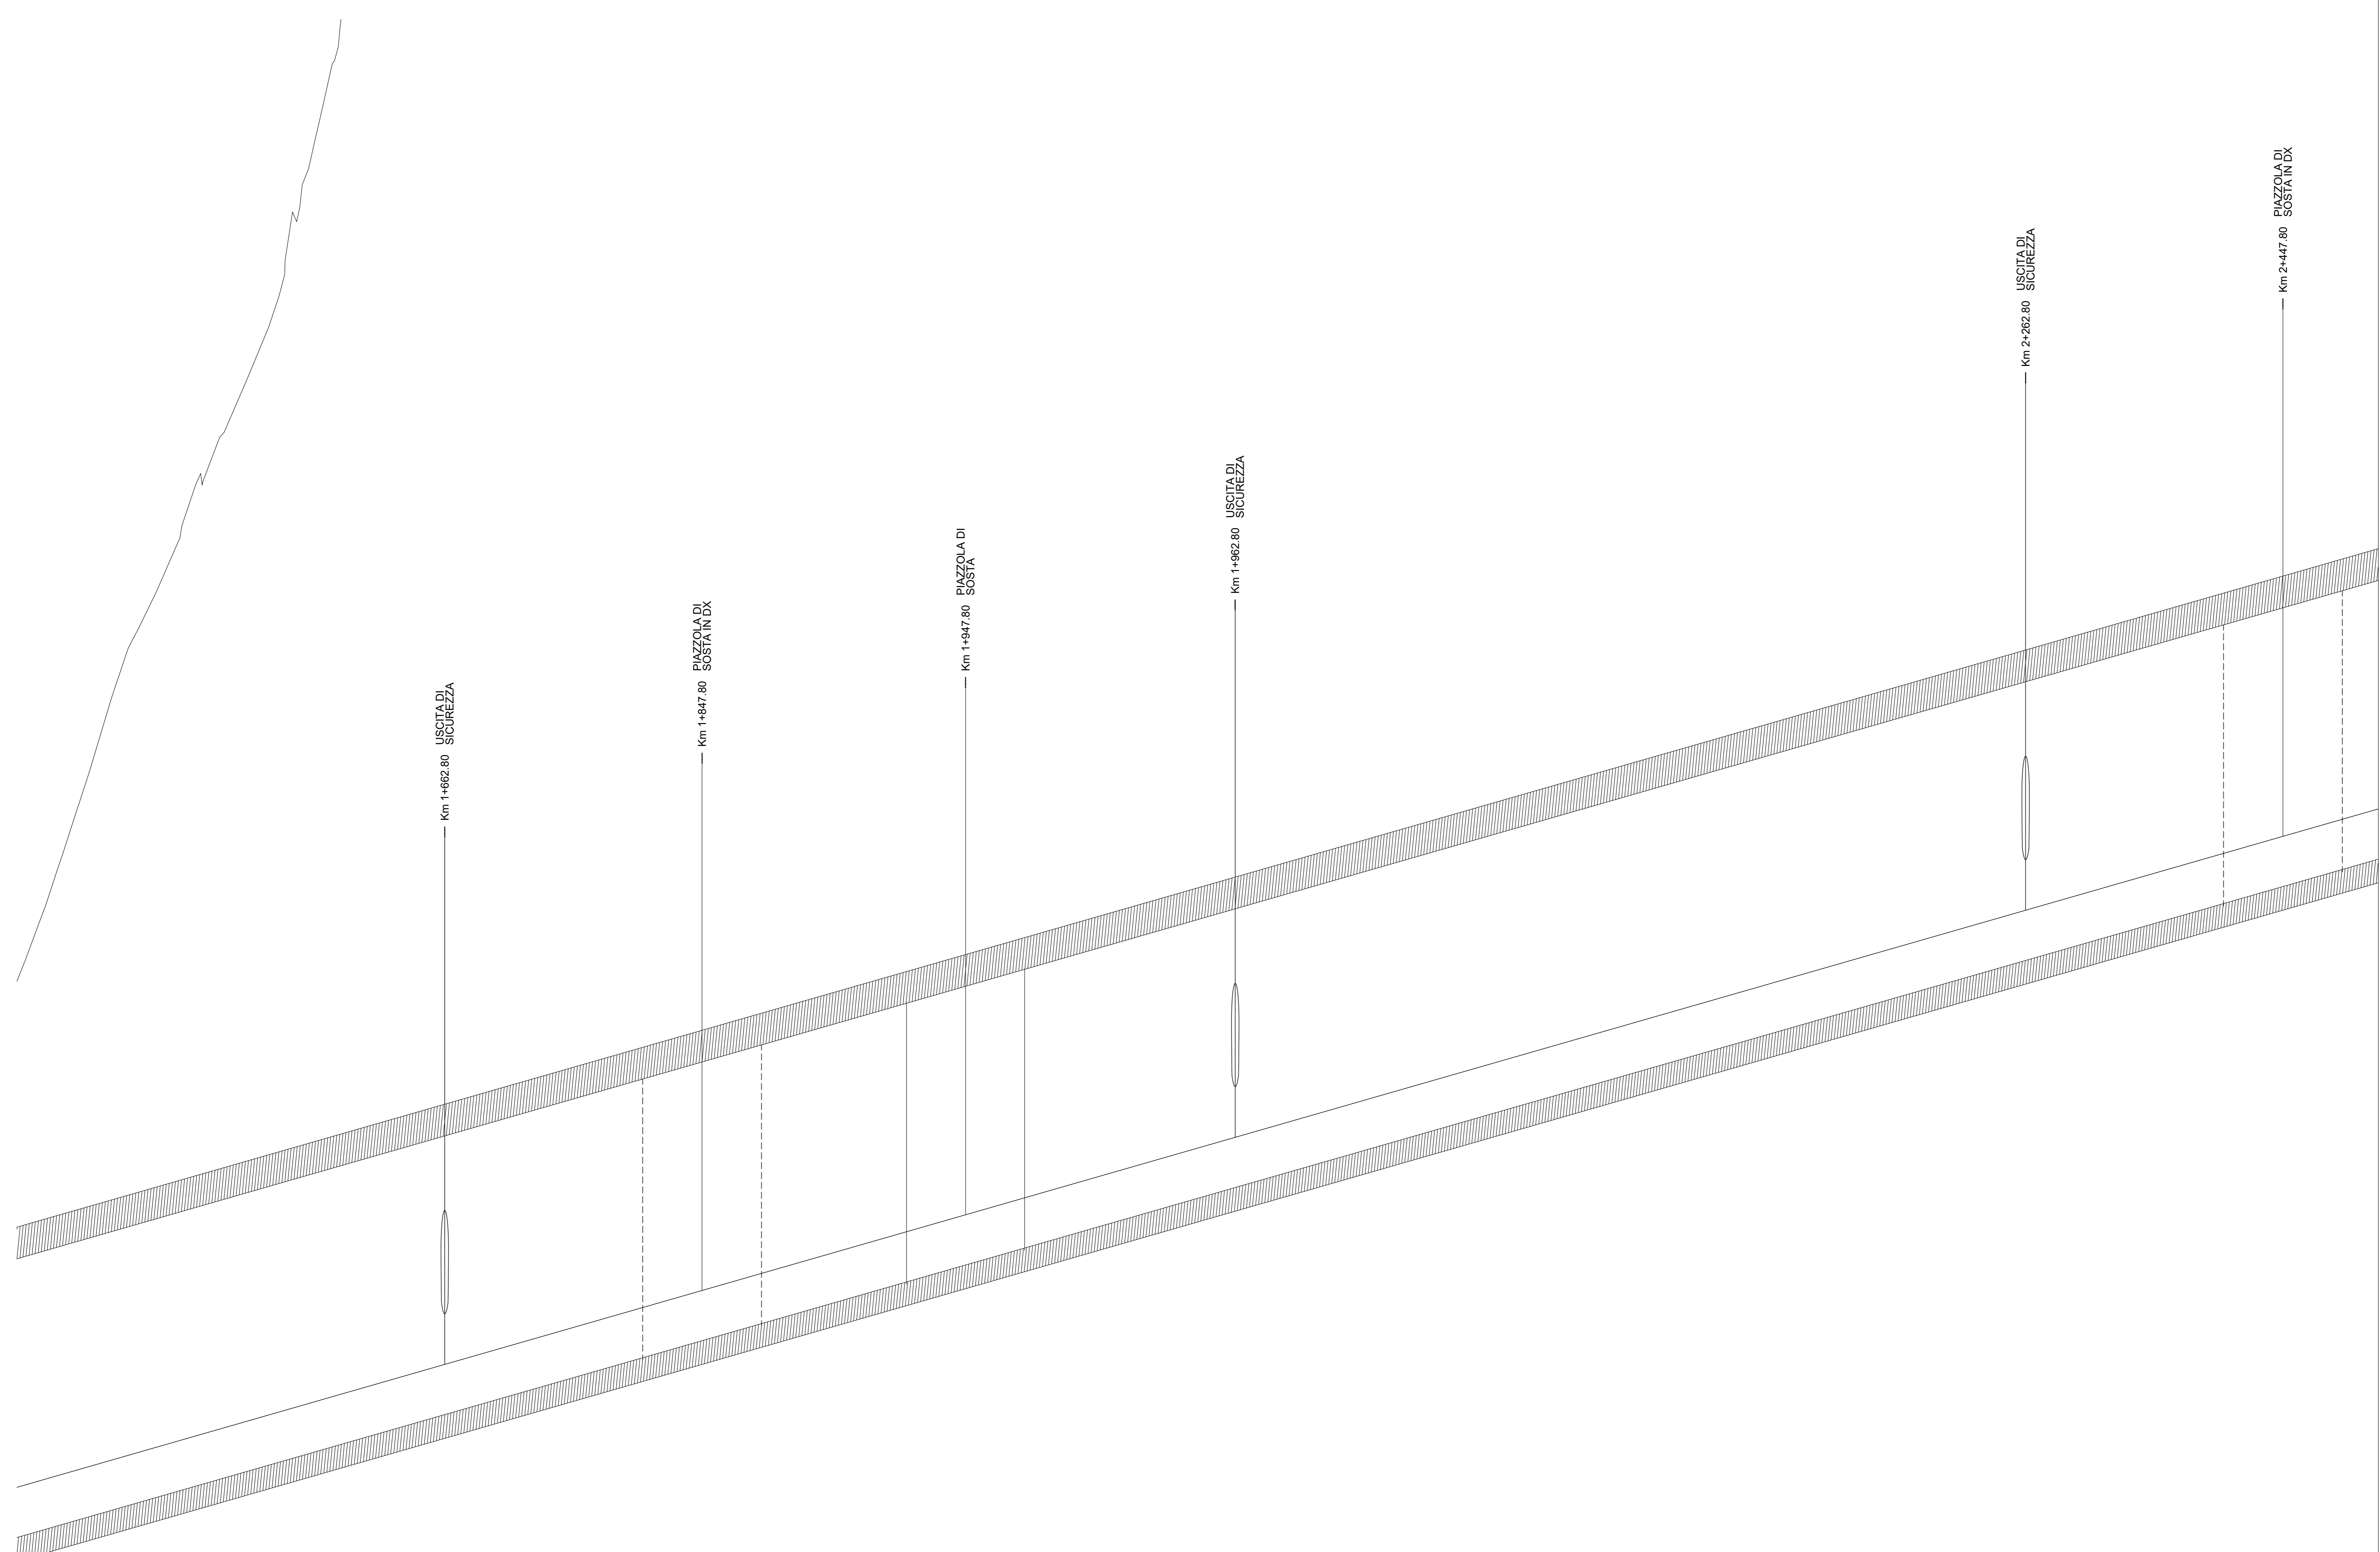 Km 1+662.80
USCITA DI
SICUREZZA
Km 1+847.80
PIAZZOLA DI
SOSTA IN DX
Km 1+947.80
PIAZZOLA DI
SOSTA
Km 1+962.80
USCITA DI
SICUREZZA
Km 2+262.80
USCITA DI
SICUREZZA
Km 2+447.80
PIAZZOLA DI
SOSTA IN DX